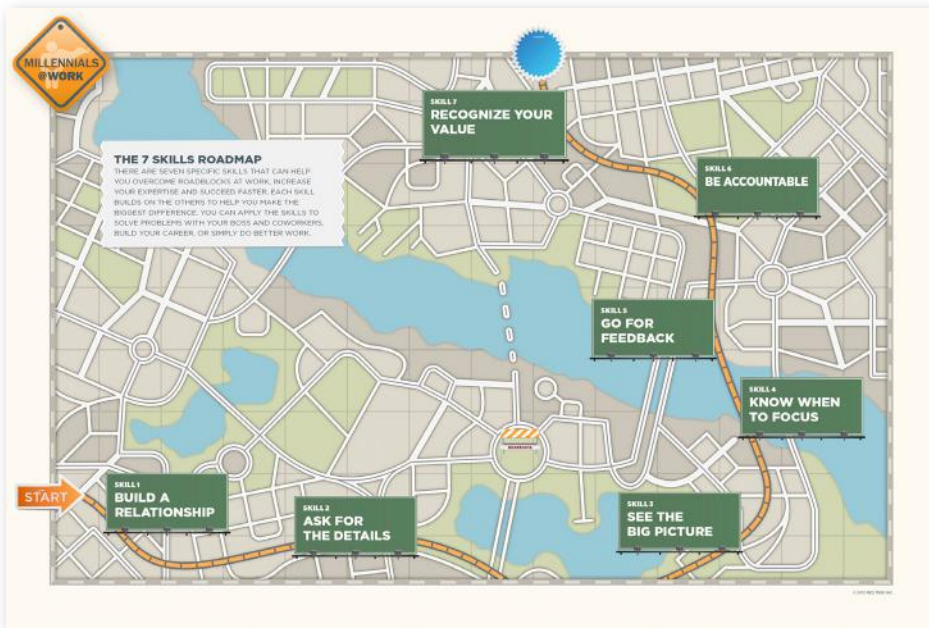 MILLENNIALS
@WORK
THE 7 SKILLS ROADMAP
THERE ARE SEVEN SPECIFIC SKILLS THAT CAN HELP
YOU OVERCOME ROADBLOCKS AT WORK, INCREASE
YOUR EXPERTISE AND SUCCEED FASTER. EACH SKILL
BUILDS ON THE OTHERS TO HELP YOU MAKE THE
BIGGEST DIFFERENCE. YOU CAN APPLY THE SKILLS TO
SOLVE PROBLEMS WITH YOUR BOSS AND COWORKERS,
BUILD YOUR CAREER, OR SIMPLY DO BETTER WORK.
SKILL 7
RECOGNIZE YOUR
VALUE
SKILL 6
BE ACCOUNTABLE
SKILL 5
GO FOR
FEEDBACK
SKILL 4
KNOW WHEN
TO FOCUS
START
SKILL 1
BUILD A
RELATIONSHIP
SKILL 2
ASK FOR
THE DETAILS
SKILL 3
SEE THE
BIG PICTURE